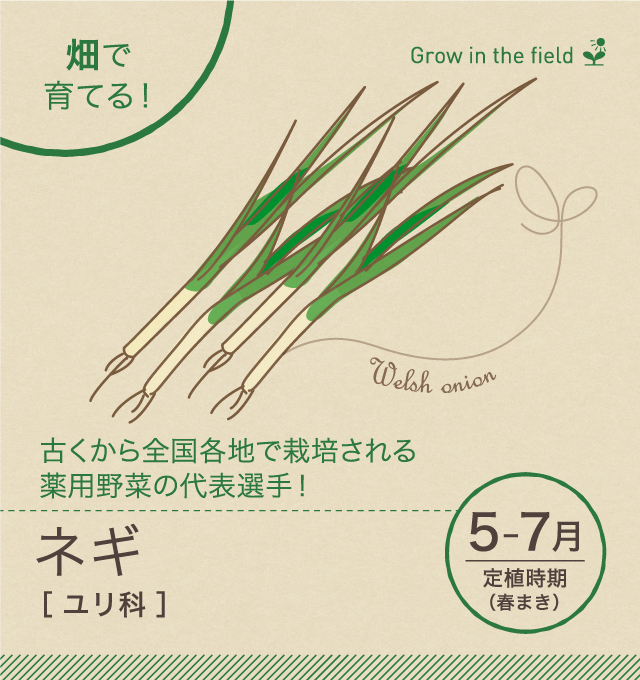 畑で
育てる！
Grow in the field
Welsh onion
古くから全国各地で栽培される
薬用野菜の代表選手！
ネギ
[ ユリ科 ]
5-7月
定植時期
（春まき）